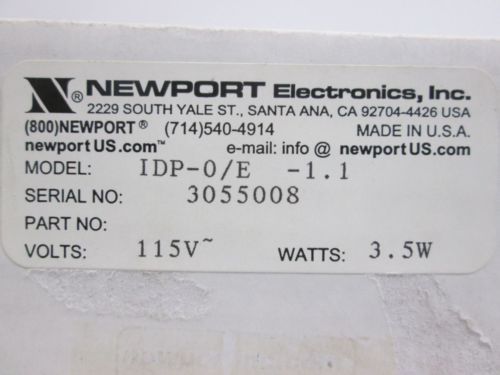 N® NEWPORT Electronics, Inc.
2229 SOUTH YALE ST., SANTA ANA, CA 92704-4426 USA
(800)NEWPORT® (714)540-4914 MADE IN U.S.A.
newportUS.com™ e-mail: info @ newportUS.com
MODEL: IDP-0/E -1.1
SERIAL NO: 3055008
PART NO:
VOLTS: 115V~ WATTS: 3.5W